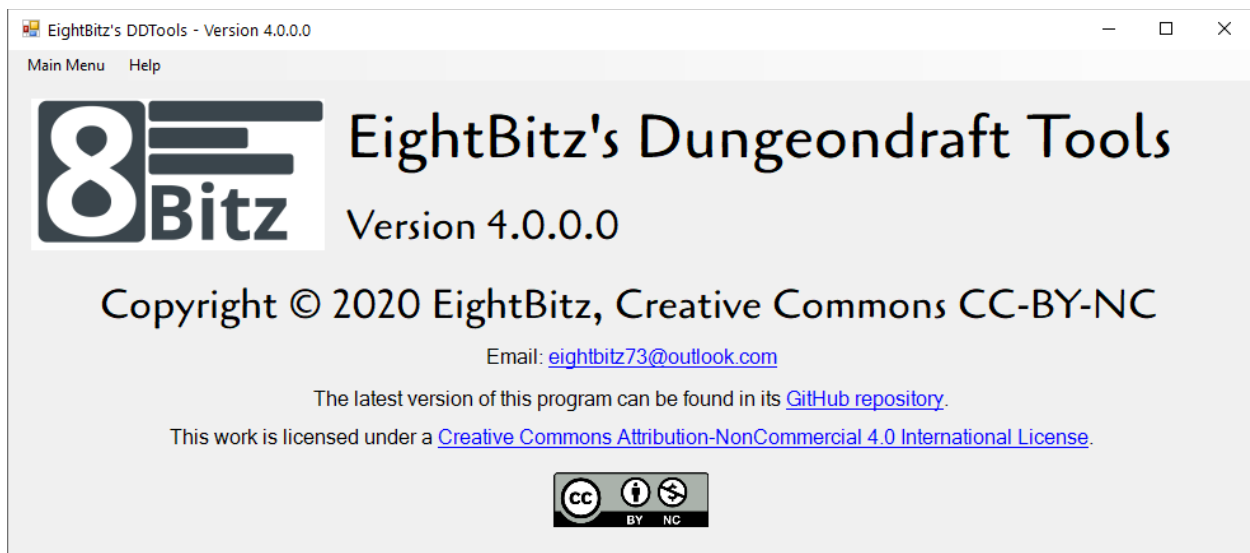 EightBitz's DDTools - Version 4.0.0.0
Main Menu Help
8 Bitz
EightBitz's Dungeondraft Tools
Version 4.0.0.0
Copyright © 2020 EightBitz, Creative Commons CC-BY-NC
Email: eightbitz73@outlook.com
The latest version of this program can be found in its GitHub repository.
This work is licensed under a Creative Commons Attribution-NonCommercial 4.0 International License.
cc
BY NC